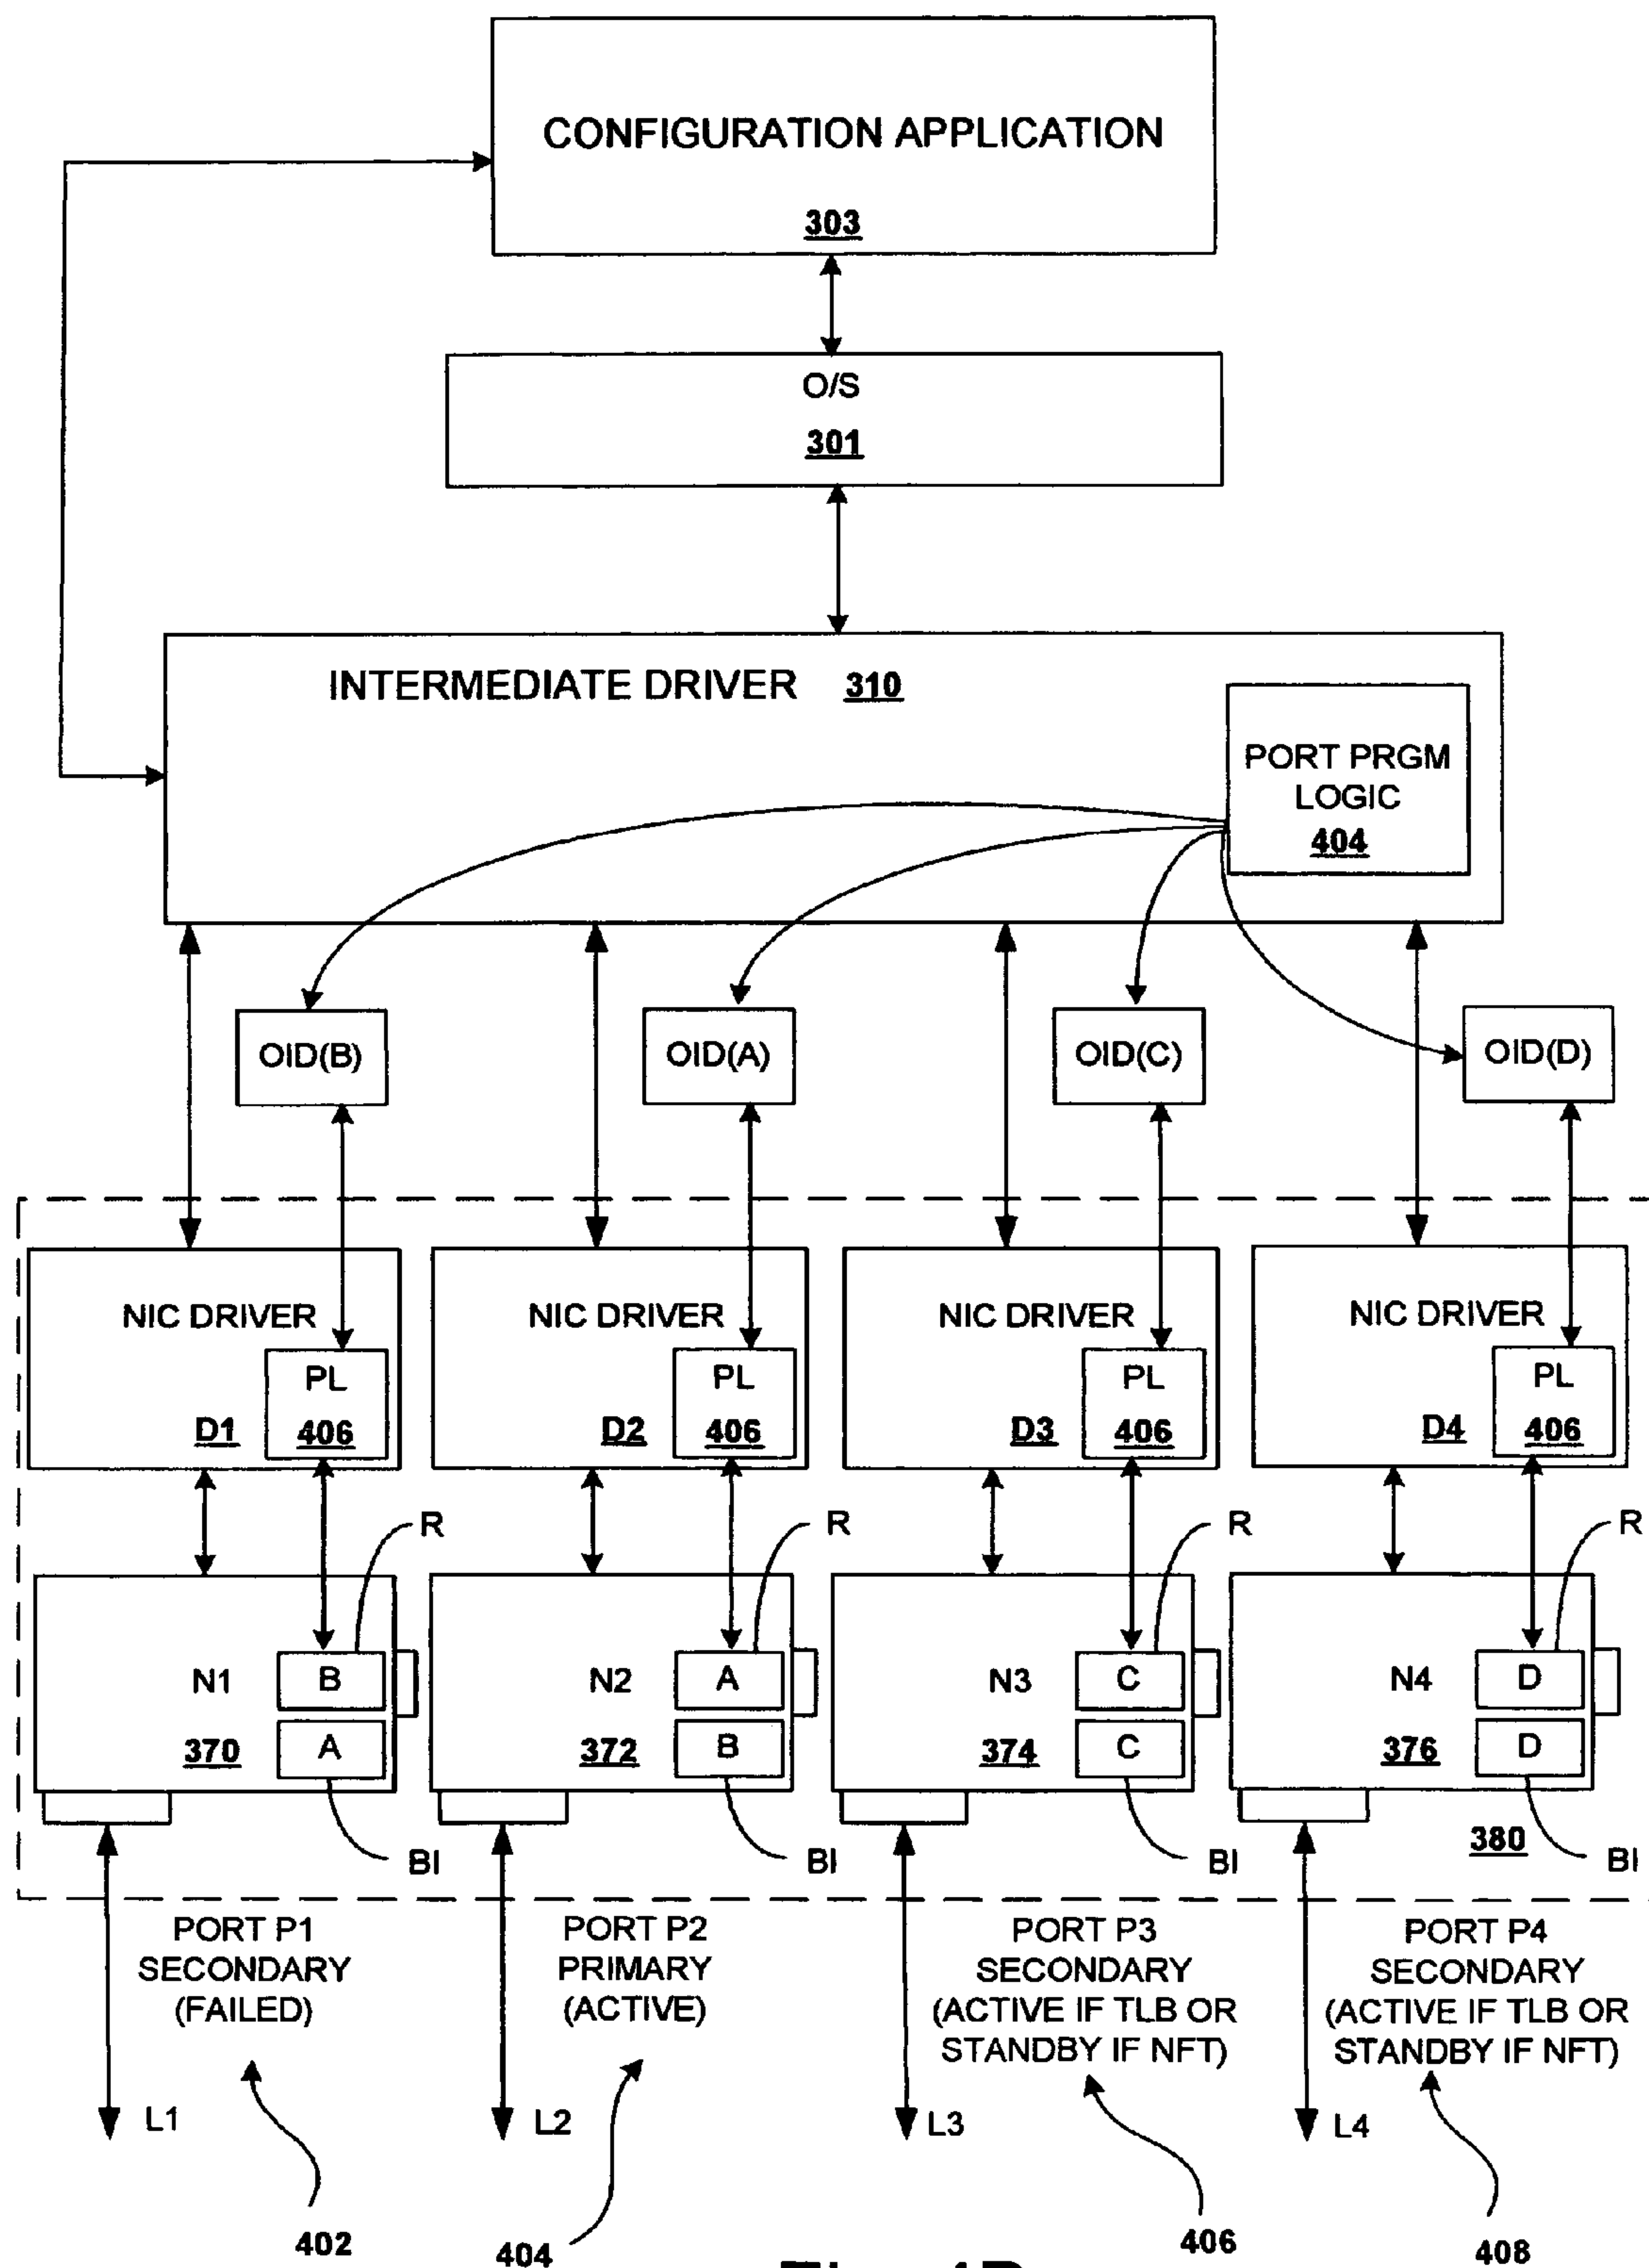 CONFIGURATION APPLICATION
303
O/S
301
INTERMEDIATE DRIVER 310
PORT PRGM
LOGIC
404
OID(B)
OID(A)
OID(C)
OID(D)
NIC DRIVER
PL
D1
406
NIC DRIVER
PL
D2
406
NIC DRIVER
PL
D3
406
NIC DRIVER
PL
D4
406
R
R
R
R
N1
B
370
A
N2
A
372
B
N3
C
374
C
N4
D
376
D
380
BI
BI
BI
BI
PORT P1
SECONDARY
(FAILED)
PORT P2
PRIMARY
(ACTIVE)
PORT P3
SECONDARY
(ACTIVE IF TLB OR
STANDBY IF NFT)
PORT P4
SECONDARY
(ACTIVE IF TLB OR
STANDBY IF NFT)
L1
L2
L3
L4
402
404
406
408